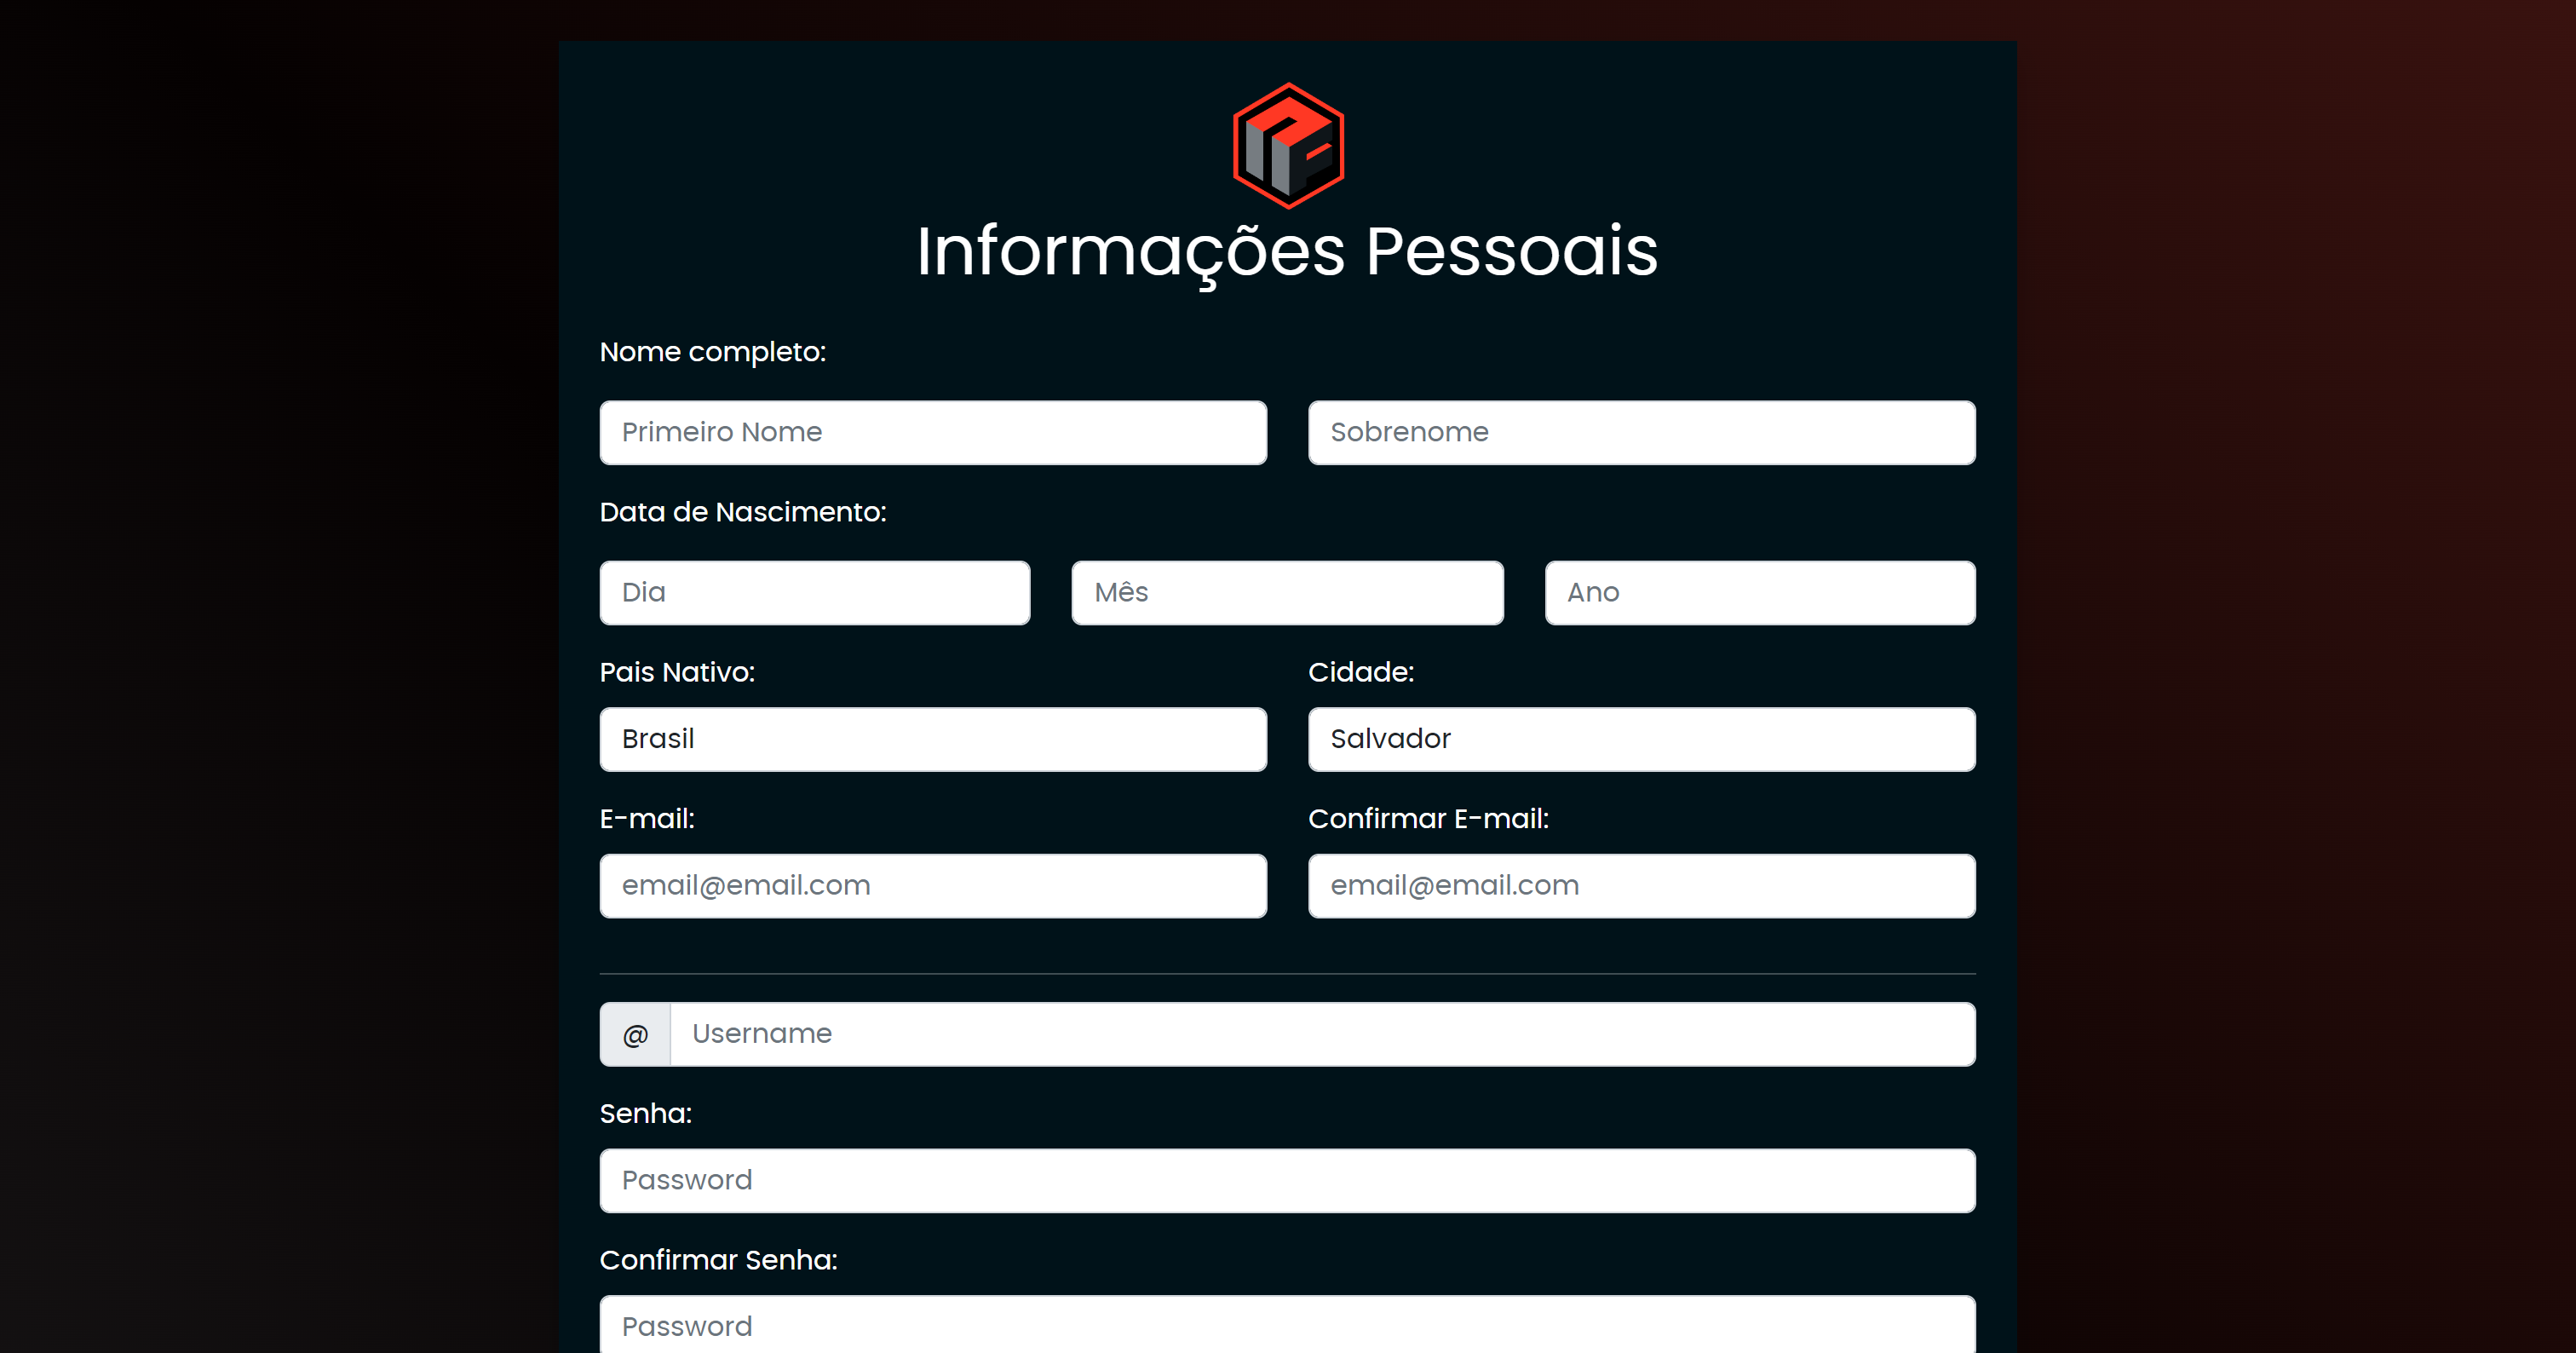 Informações Pessoais
Nome completo:
Primeiro Nome
Sobrenome
Data de Nascimento:
Dia
Mês
Ano
Pais Nativo:
Cidade:
Brasil
Salvador
E-mail:
Confirmar E-mail:
email@email.com
email@email.com
@ Username
Senha:
Password
Confirmar Senha:
Password